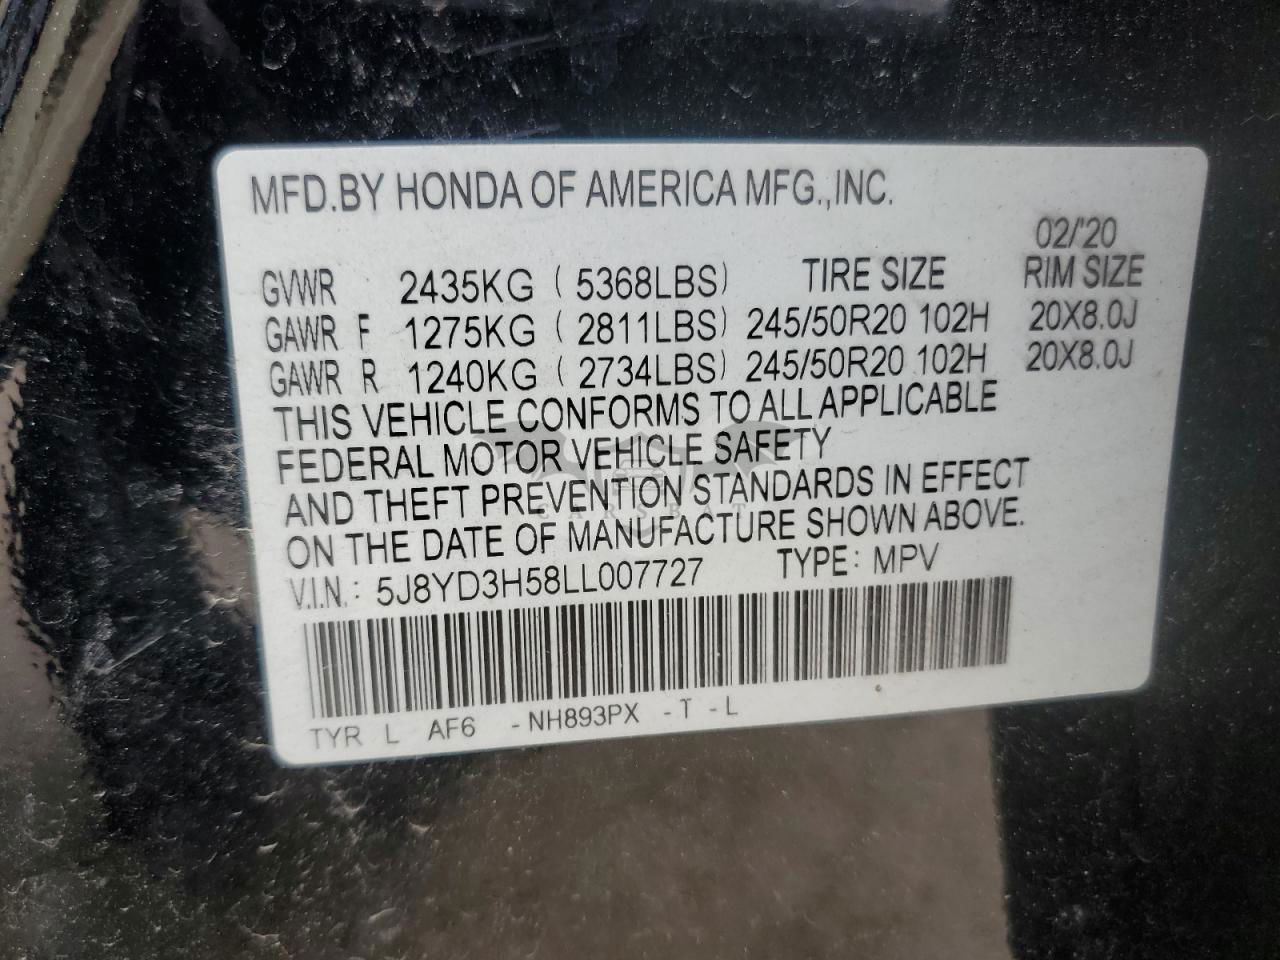 MFD.BY HONDA OF AMERICA MFG.,INC.
02/'20
GVWR 2435KG ( 5368LBS) TIRE SIZE RIM SIZE
GAWR F 1275KG ( 2811LBS) 245/50R20 102H 20X8.0J
GAWR R 1240KG ( 2734LBS) 245/50R20 102H 20X8.0J
THIS VEHICLE CONFORMS TO ALL APPLICABLE
FEDERAL MOTOR VEHICLE SAFETY
AND THEFT PREVENTION STANDARDS IN EFFECT
ON THE DATE OF MANUFACTURE SHOWN ABOVE.
CARSBAT
V.I.N.: 5J8YD3H58LL007727 TYPE: MPV
TYR L AF6 -NH893PX -T -L